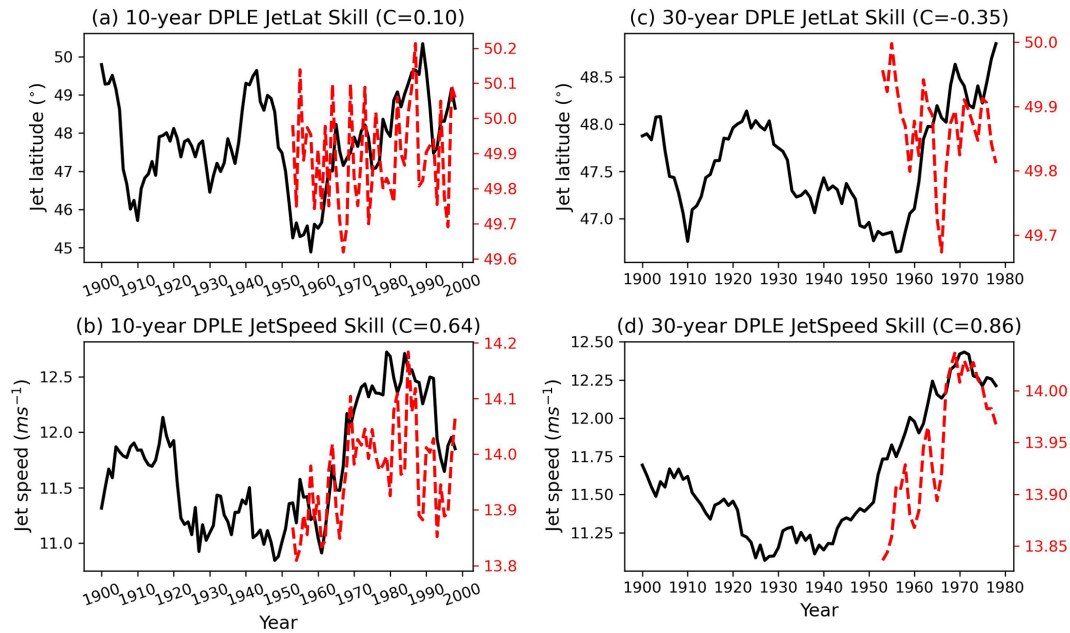 (a) 10-year DPLE JetLat Skill (C=0.10)
Jet latitude (°)
50
49
48
47
46
45
50.2
50.1
50.0
49.9
49.8
49.7
49.6
1900 1910 1920 1930 1940 1950 1960 1970 1980 1990 2000
(b) 10-year DPLE JetSpeed Skill (C=0.64)
Jet speed (ms⁻¹)
12.5
12.0
11.5
11.0
14.2
14.1
14.0
13.9
13.8
1900 1910 1920 1930 1940 1950 1960 1970 1980 1990 2000
Year
(c) 30-year DPLE JetLat Skill (C=-0.35)
Jet latitude (°)
48.5
48.0
47.5
47.0
50.0
49.9
49.8
49.7
1900 1910 1920 1930 1940 1950 1960 1970 1980
(d) 30-year DPLE JetSpeed Skill (C=0.86)
Jet speed (ms⁻¹)
12.50
12.25
12.00
11.75
11.50
11.25
14.00
13.95
13.90
13.85
1900 1910 1920 1930 1940 1950 1960 1970 1980
Year